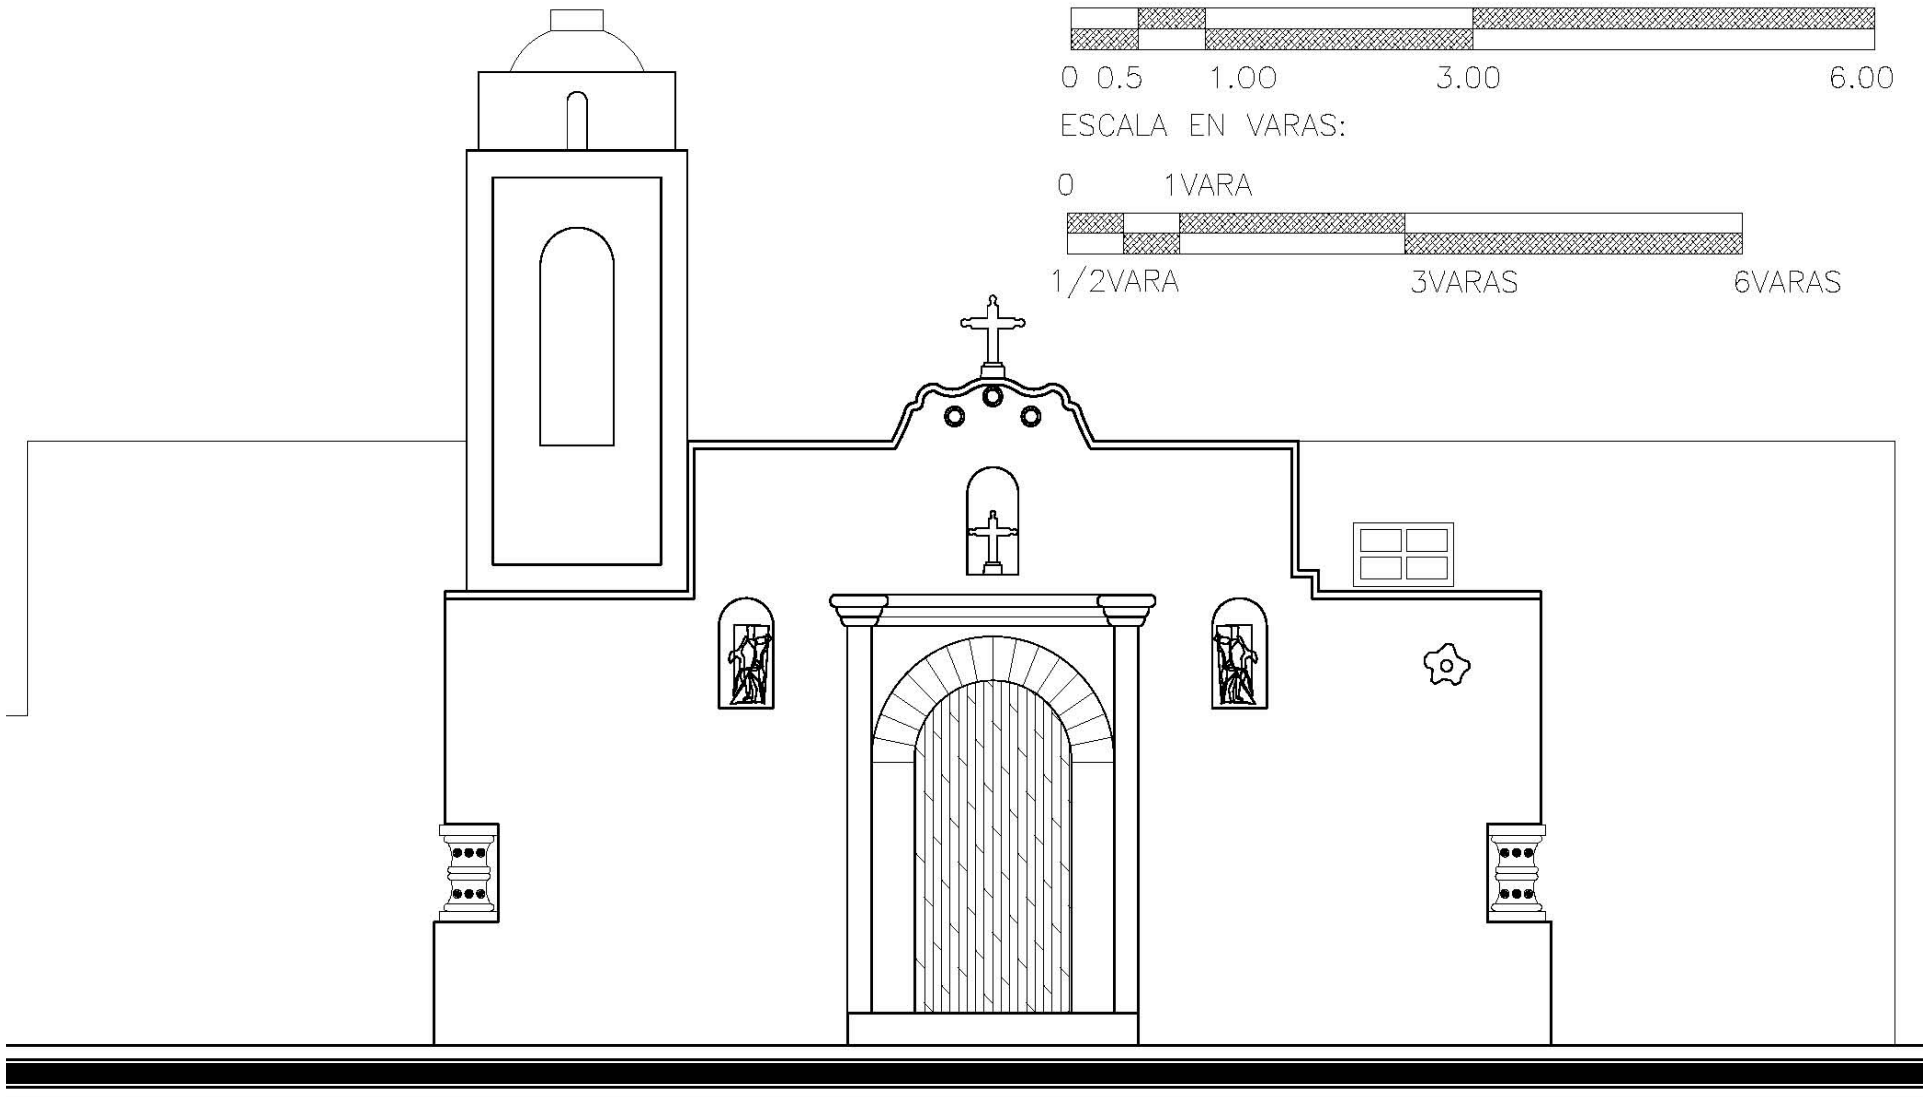 0 0.5 1.00 3.00 6.00
ESCALA EN VARAS:
0 1VARA
1/2VARA 3VARAS 6VARAS